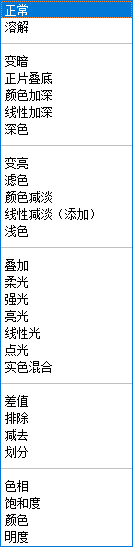 正常
溶解
变暗
正片叠底
颜色加深
线性加深
深色
变亮
滤色
颜色减淡
线性减淡（添加）
浅色
叠加
柔光
强光
亮光
线性光
点光
实色混合
差值
排除
减去
划分
色相
饱和度
颜色
明度